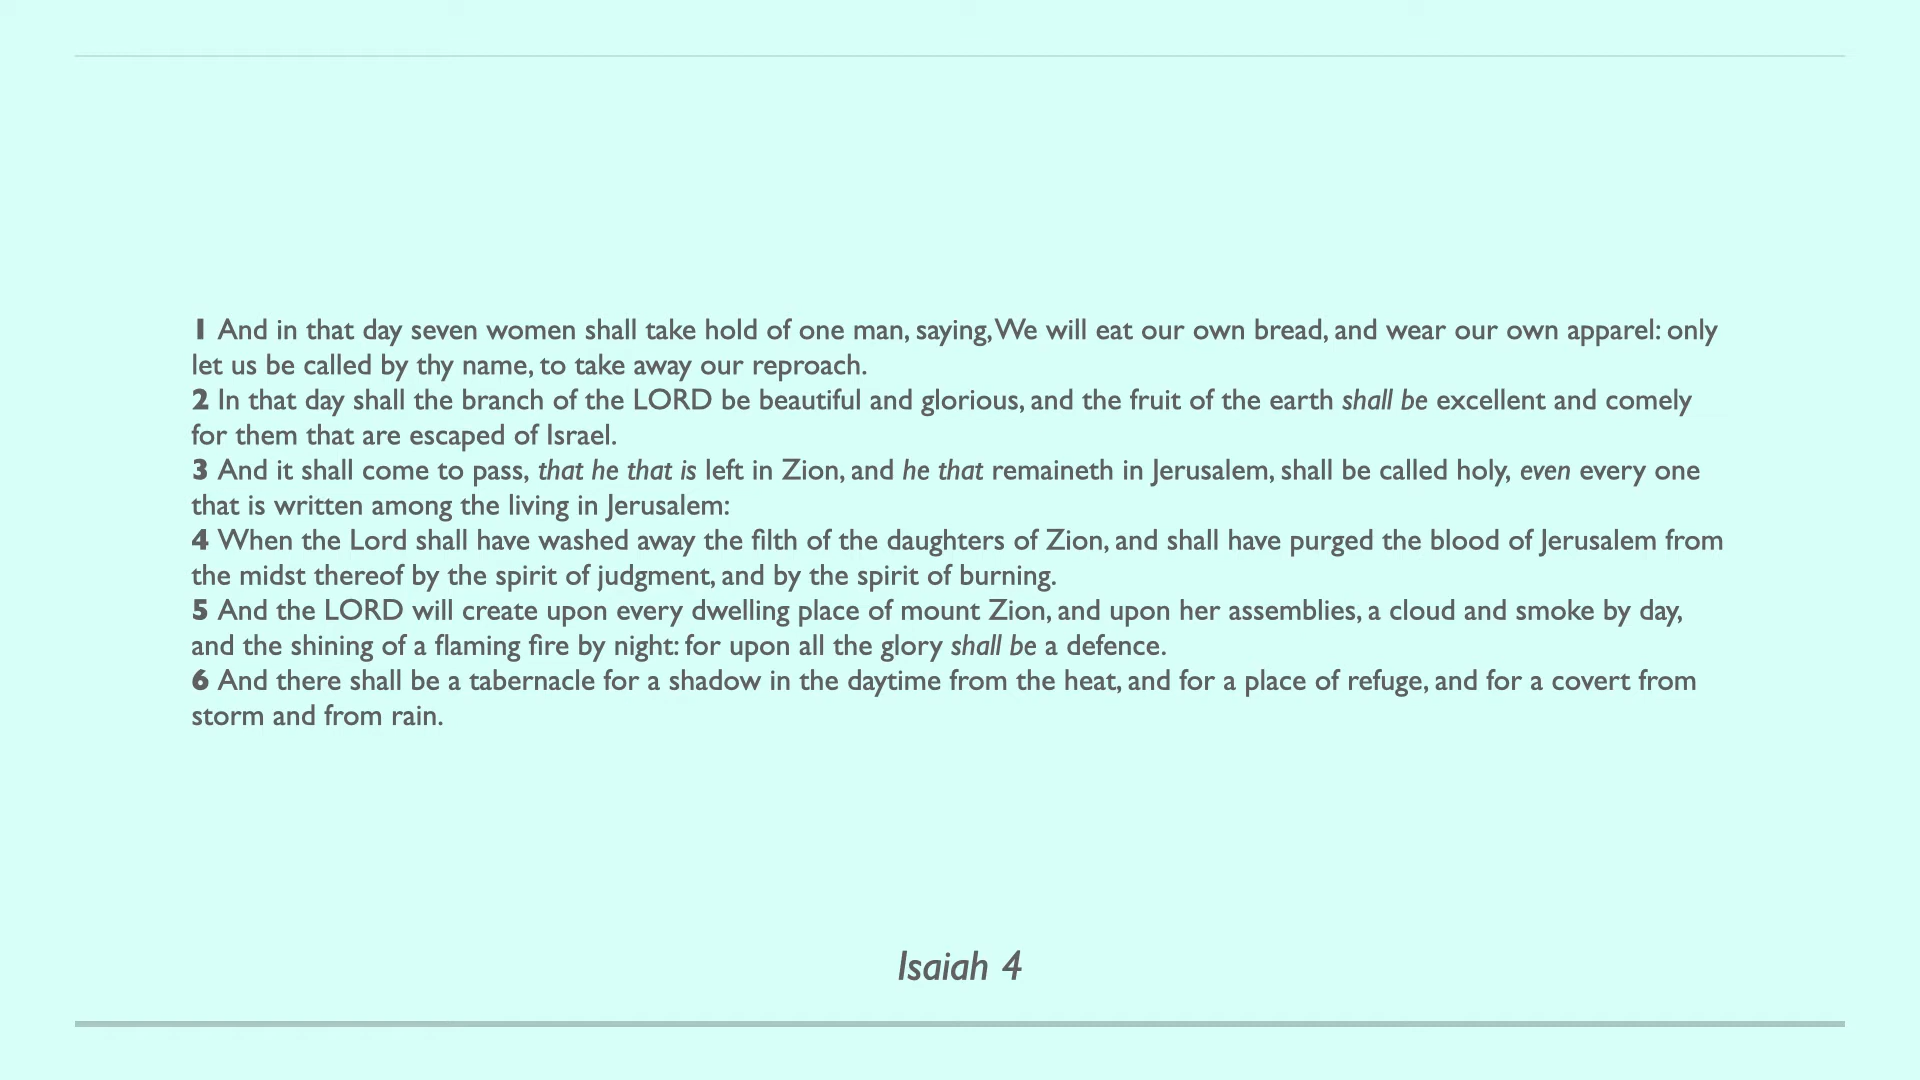 1 And in that day seven women shall take hold of one man, saying, We will eat our own bread, and wear our own apparel: only
let us be called by thy name, to take away our reproach.
2 In that day shall the branch of the LORD be beautiful and glorious, and the fruit of the earth shall be excellent and comely
for them that are escaped of Israel.
3 And it shall come to pass, that he that is left in Zion, and he that remaineth in Jerusalem, shall be called holy, even every one
that is written among the living in Jerusalem:
4 When the Lord shall have washed away the filth of the daughters of Zion, and shall have purged the blood of Jerusalem from
the midst thereof by the spirit of judgment, and by the spirit of burning.
5 And the LORD will create upon every dwelling place of mount Zion, and upon her assemblies, a cloud and smoke by day,
and the shining of a flaming fire by night: for upon all the glory shall be a defence.
6 And there shall be a tabernacle for a shadow in the daytime from the heat, and for a place of refuge, and for a covert from
storm and from rain.
Isaiah 4